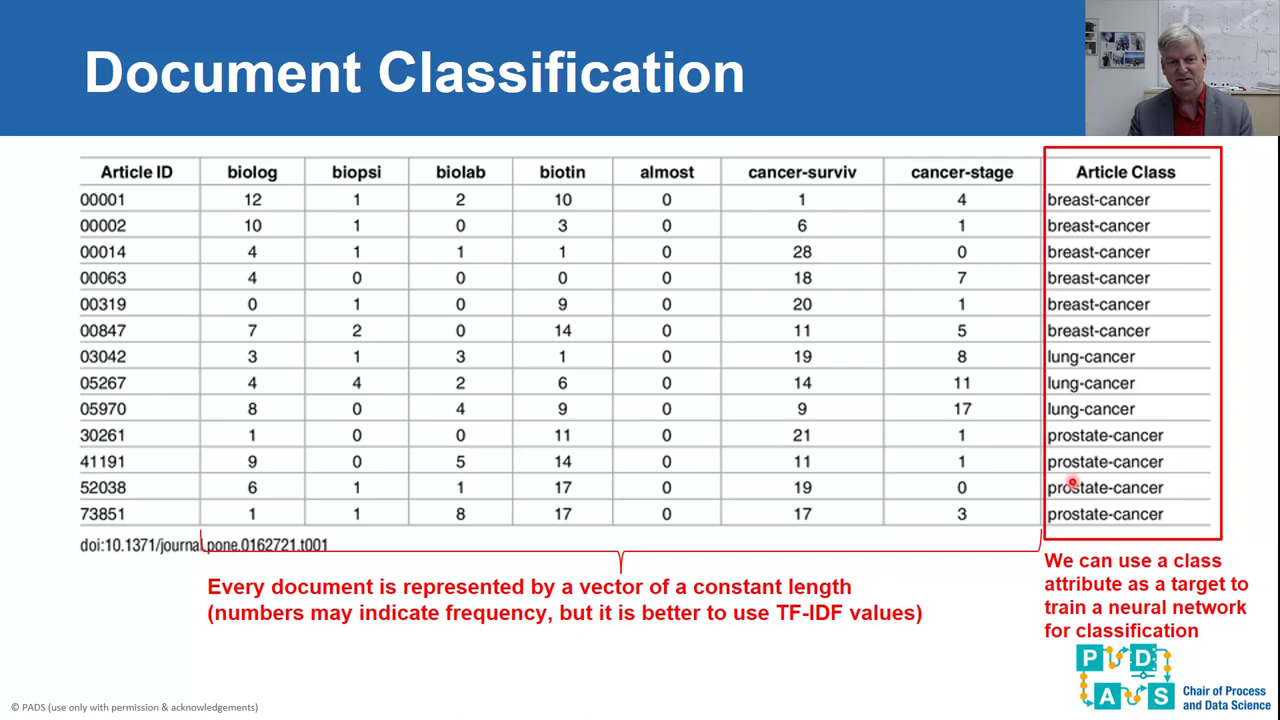 Document Classification
Article ID biolog biopsi biolab biotin almost cancer-surviv cancer-stage Article Class
00001 12 1 2 10 0 1 4 breast-cancer
00002 10 1 0 3 0 6 1 breast-cancer
00014 4 1 1 1 0 28 0 breast-cancer
00063 4 0 0 0 0 18 7 breast-cancer
00319 0 1 0 9 0 20 1 breast-cancer
00847 7 2 0 14 0 11 5 breast-cancer
03042 3 1 3 1 0 19 8 lung-cancer
05267 4 4 2 6 0 14 11 lung-cancer
05970 8 0 4 9 0 9 17 lung-cancer
30261 1 0 0 11 0 21 1 prostate-cancer
41191 9 0 5 14 0 11 1 prostate-cancer
52038 6 1 1 17 0 19 0 prostate-cancer
73851 1 1 8 17 0 17 3 prostate-cancer
doi:10.1371/journal.pone.0162721.t001
Every document is represented by a vector of a constant length
(numbers may indicate frequency, but it is better to use TF-IDF values)
We can use a class
attribute as a target to
train a neural network
for classification
P D
A S
Chair of Process
and Data Science
© PADS (use only with permission & acknowledgements)